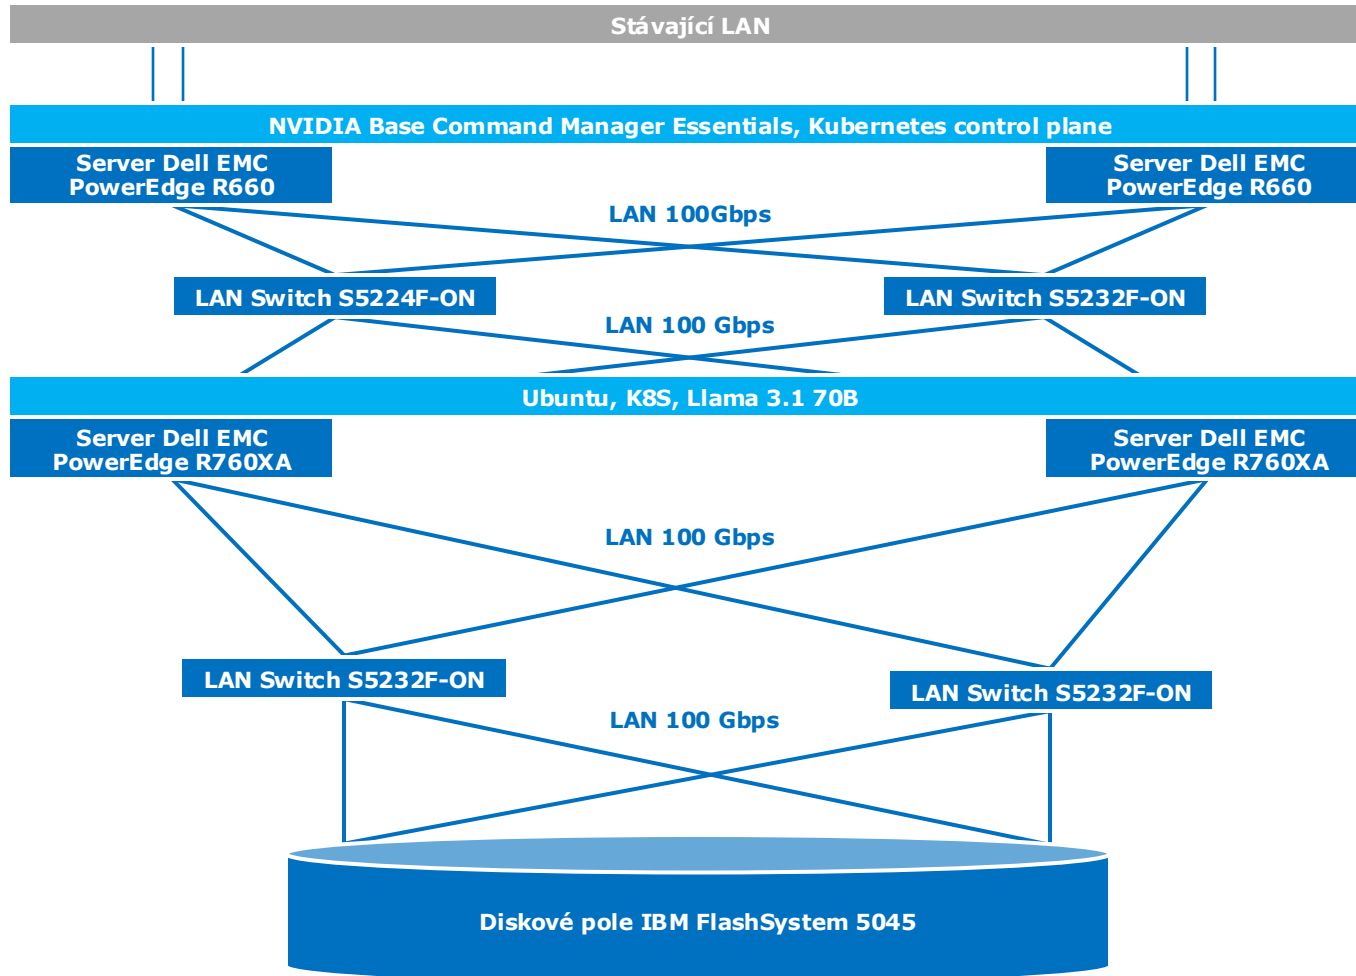 Stávající LAN
NVIDIA Base Command Manager Essentials, Kubernetes control plane
Server Dell EMC
PowerEdge R660
Server Dell EMC
PowerEdge R660
LAN 100Gbps
LAN Switch S5224F-ON
LAN Switch S5232F-ON
LAN 100 Gbps
Ubuntu, K8S, Llama 3.1 70B
Server Dell EMC
PowerEdge R760XA
Server Dell EMC
PowerEdge R760XA
LAN 100 Gbps
LAN Switch S5232F-ON
LAN Switch S5232F-ON
LAN 100 Gbps
Diskové pole IBM FlashSystem 5045